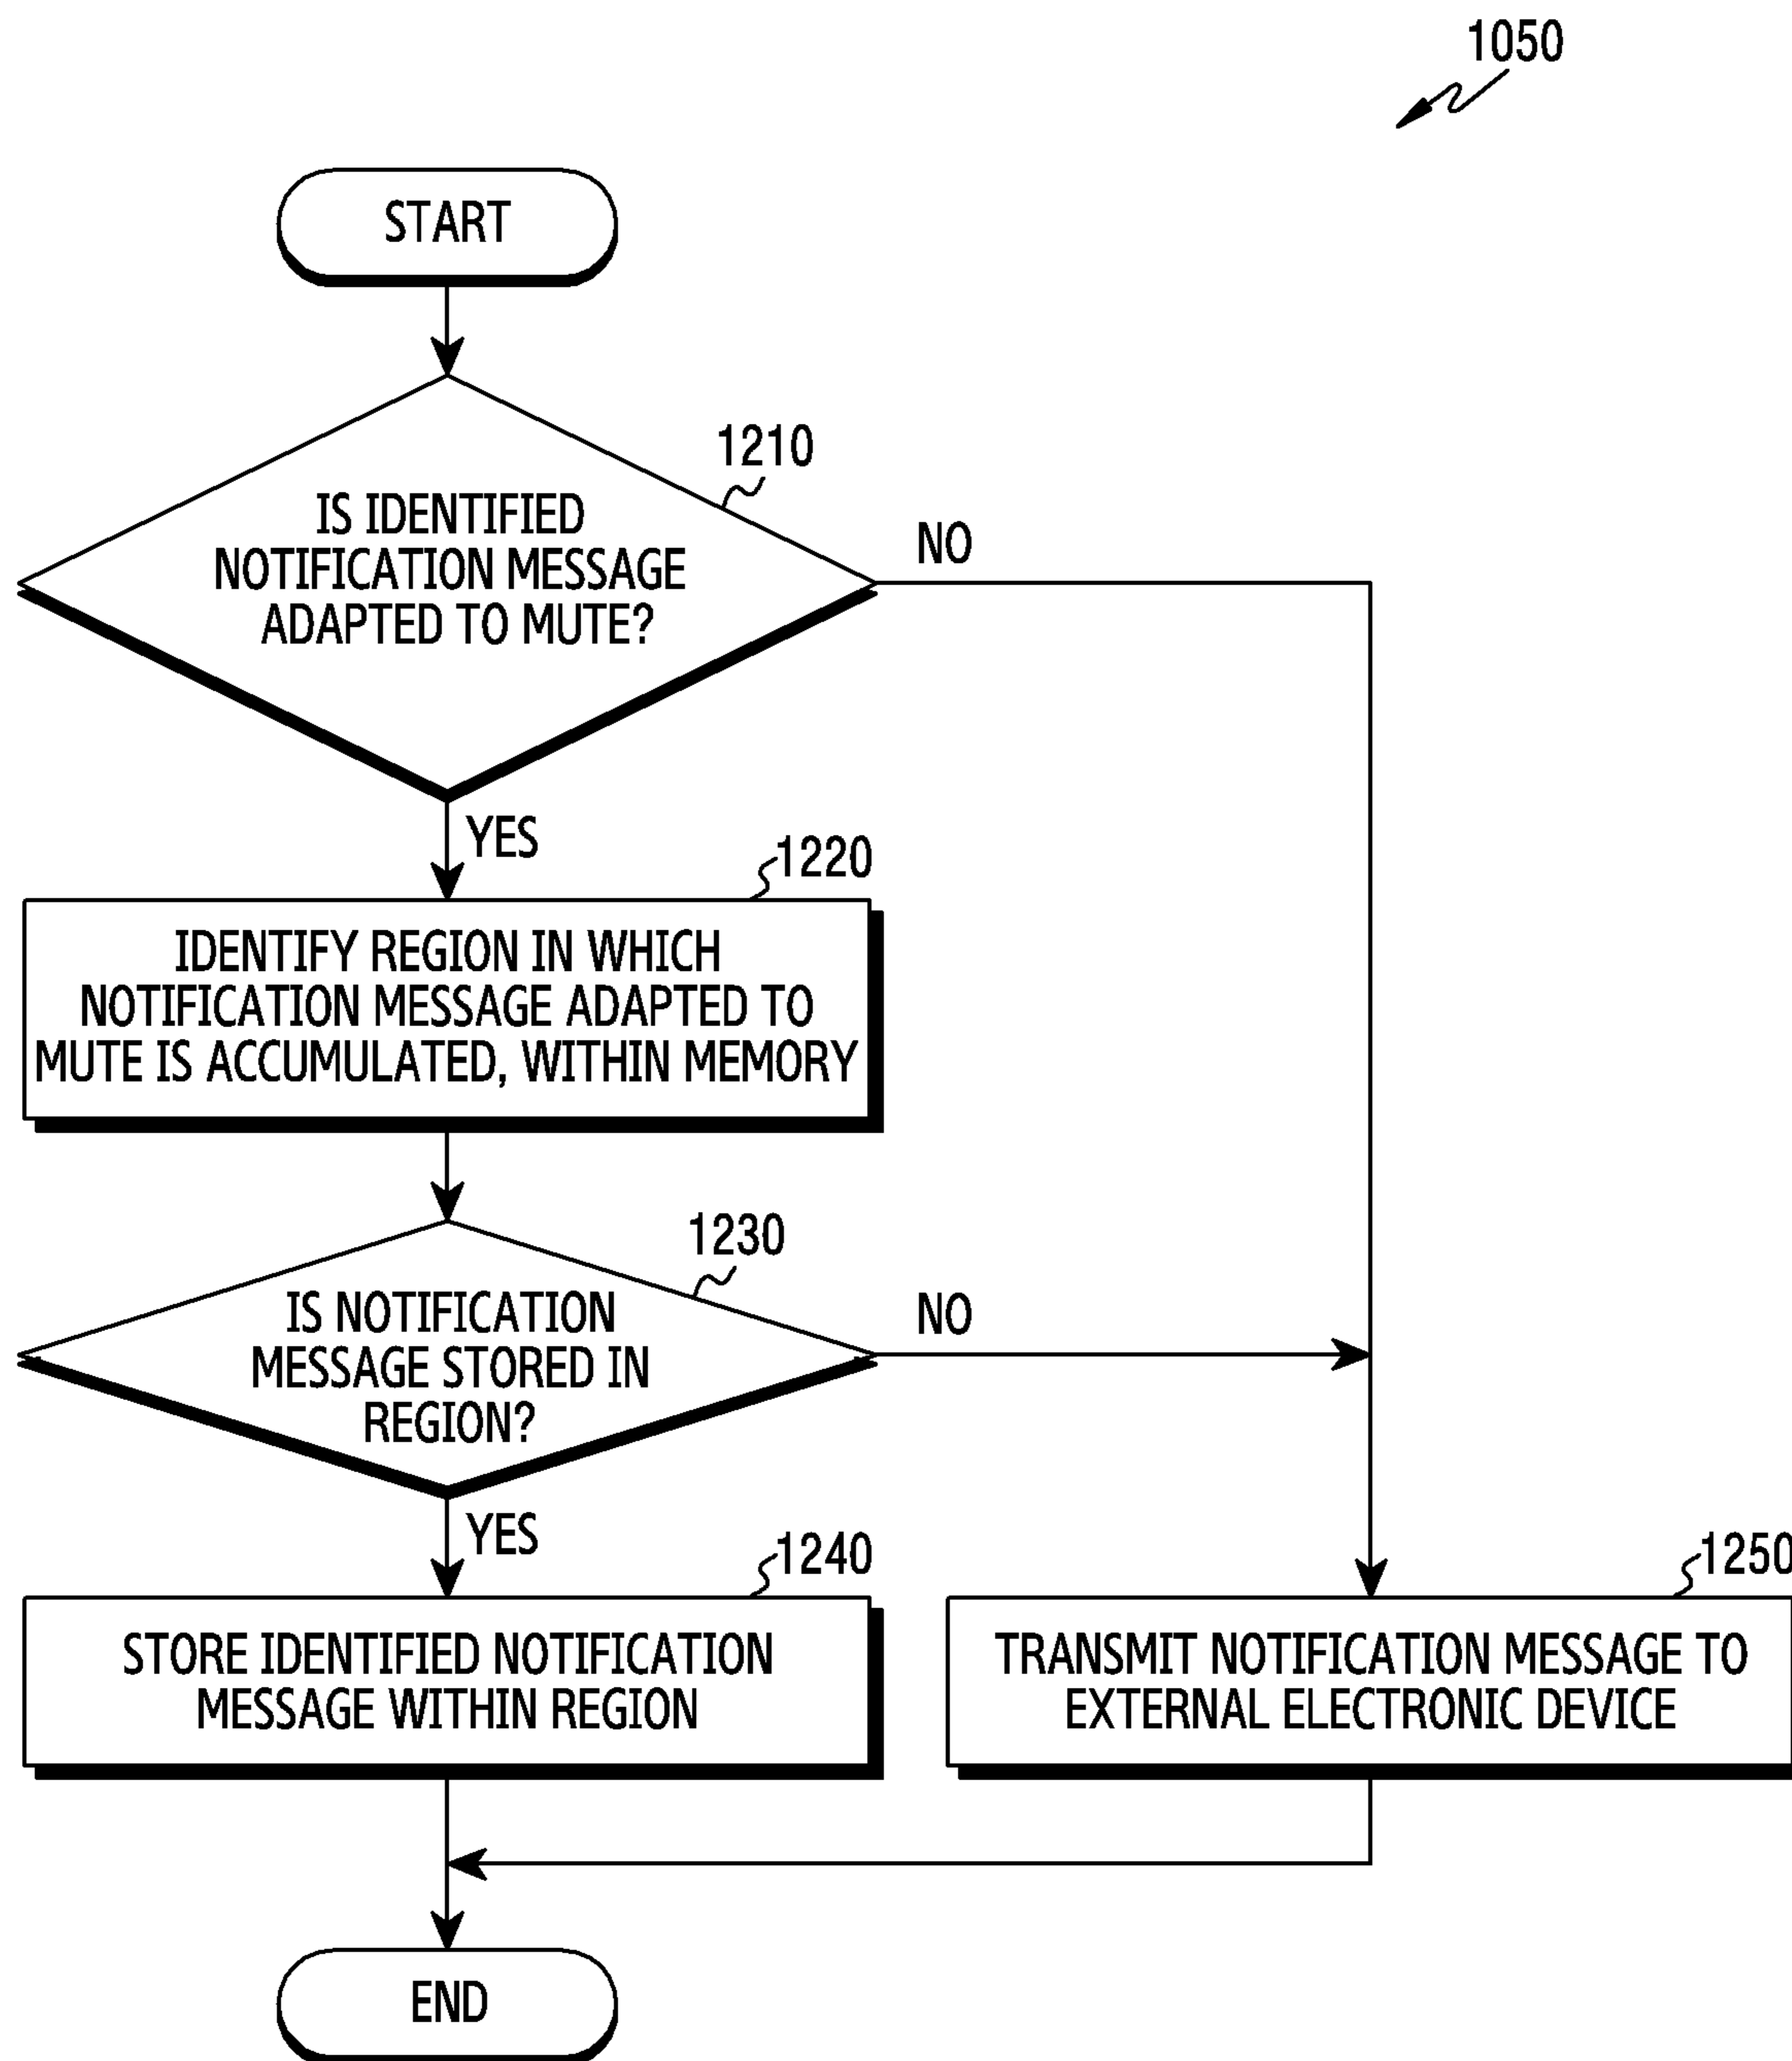 1050
START
1210
IS IDENTIFIED
NOTIFICATION MESSAGE
ADAPTED TO MUTE?
NO
YES
1220
IDENTIFY REGION IN WHICH
NOTIFICATION MESSAGE ADAPTED TO
MUTE IS ACCUMULATED, WITHIN MEMORY
1230
IS NOTIFICATION
MESSAGE STORED IN
REGION?
NO
YES
1240
STORE IDENTIFIED NOTIFICATION
MESSAGE WITHIN REGION
1250
TRANSMIT NOTIFICATION MESSAGE TO
EXTERNAL ELECTRONIC DEVICE
END